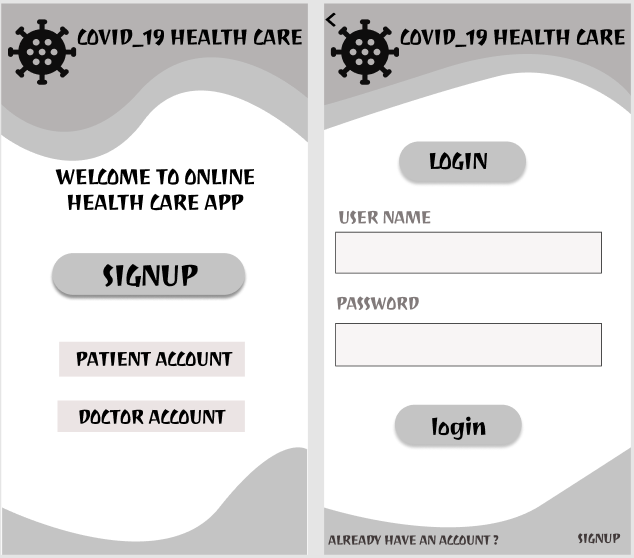 COVID_19 HEALTH CARE
WELCOME TO ONLINE
HEALTH CARE APP
SIGNUP
PATIENT ACCOUNT
DOCTOR ACCOUNT
COVID_19 HEALTH CARE
LOGIN
USER NAME
PASSWORD
login
ALREADY HAVE AN ACCOUNT ? SIGNUP